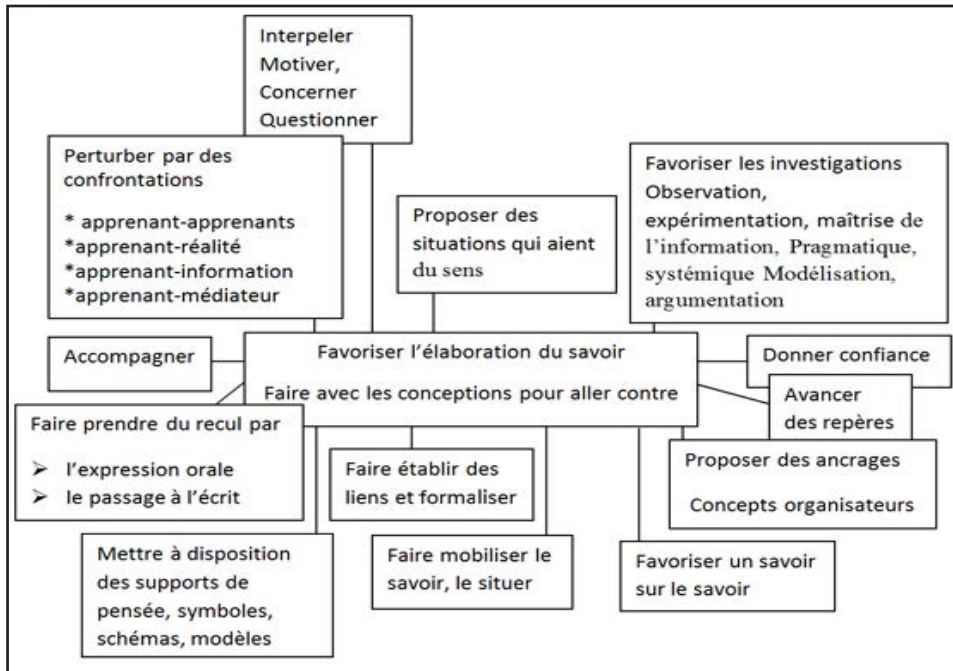 Interpeler
Motiver,
Concerner
Questionner
Perturber par des
confrontations
* apprenant-apprenants
*apprenant-réalité
*apprenant-information
*apprenant-médiateur
Proposer des
situations qui aient
du sens
Favoriser les investigations
Observation,
expérimentation, maîtrise de
l’information, Pragmatique,
systémique Modélisation,
argumentation
Accompagner
Favoriser l’élaboration du savoir
Faire avec les conceptions pour aller contre
Donner confiance
Avancer
des repères
Faire prendre du recul par
➢ l’expression orale
➢ le passage à l’écrit
Faire établir des
liens et formaliser
Proposer des ancrages
Concepts organisateurs
Mettre à disposition
des supports de
pensée, symboles,
schémas, modèles
Faire mobiliser le
savoir, le situer
Favoriser un savoir
sur le savoir